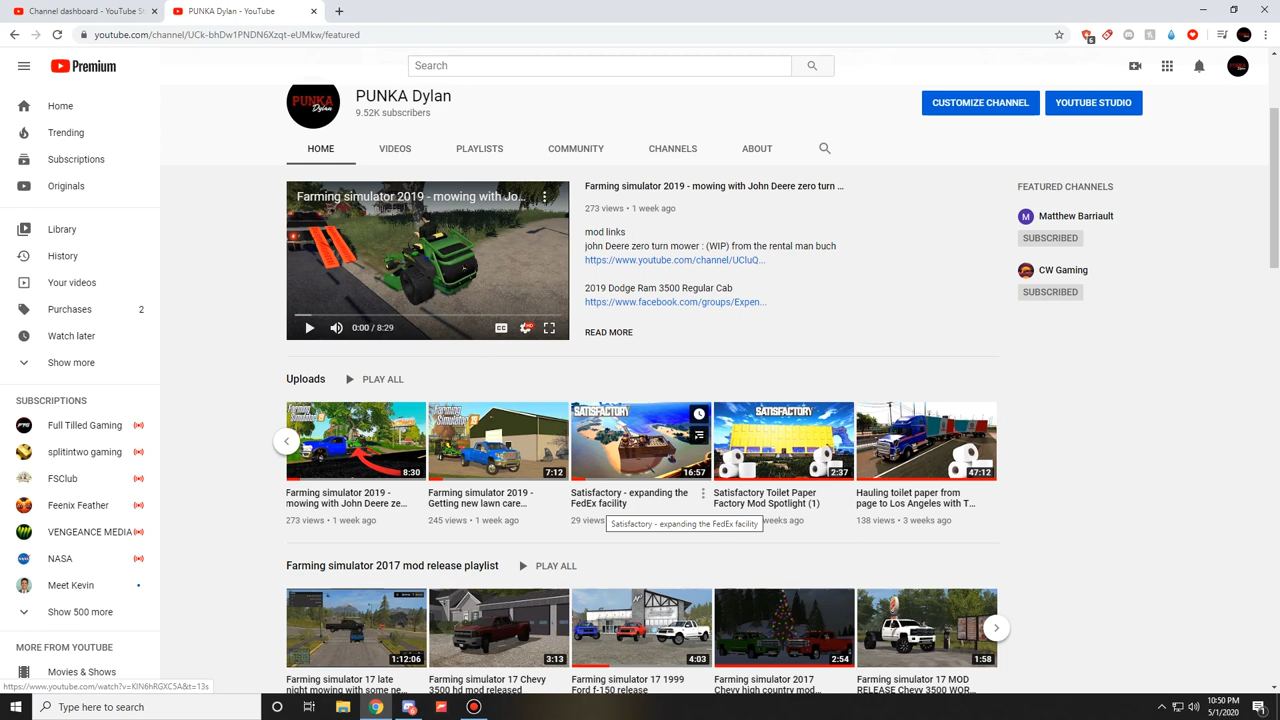 Channel dashboard - YouTube St
PUNKA Dylan - YouTube
youtube.com/channel/UCk-bhDw1PNDN6Xzqt-eUMkw/featured
6
Premium
Search
Home
Trending
Subscriptions
Originals
Library
History
Your videos
Purchases 2
Watch later
Show more
SUBSCRIPTIONS
Full Tilled Gaming
splitintwo gaming
FSClub
Feenix Feather
VENGEANCE MEDIA
NASA
Meet Kevin
Show 500 more
MORE FROM YOUTUBE
Movies & Shows
PUNKA Dylan
PUNKA Dylan
9.52K subscribers
CUSTOMIZE CHANNEL
YOUTUBE STUDIO
HOME VIDEOS PLAYLISTS COMMUNITY CHANNELS ABOUT
Farming simulator 2019 - mowing with Jo...
0:00 / 8:29
CC HD
Farming simulator 2019 - mowing with John Deere zero turn ...
273 views • 1 week ago
mod links
john Deere zero turn mower : (WIP) from the rental man buch
https://www.youtube.com/channel/UCluQ...
2019 Dodge Ram 3500 Regular Cab
https://www.facebook.com/groups/Expen...
READ MORE
FEATURED CHANNELS
M Matthew Barriault
SUBSCRIBED
CW Gaming
SUBSCRIBED
Uploads PLAY ALL
8:30
Farming simulator 2019 -
mowing with John Deere ze...
273 views • 1 week ago
7:12
Farming simulator 2019 -
Getting new lawn care...
245 views • 1 week ago
SATISFACTORY
16:57
Satisfactory - expanding the
FedEx facility
29 views
Satisfactory - expanding the FedEx facility
SATISFACTORY
2:37
Satisfactory Toilet Paper
Factory Mod Spotlight (1)
weeks ago
47:12
Hauling toilet paper from
page to Los Angeles with T...
138 views • 3 weeks ago
Farming simulator 2017 mod release playlist PLAY ALL
1:12:06
Farming simulator 17 late
night mowing with some ne...
3:13
Farming simulator 17 Chevy
3500 hd mod released
4:03
Farming simulator 17 1999
Ford f-150 release
2:54
Farming simulator 2017
Chevy high country mod...
1:58
Farming simulator 17 MOD
RELEASE Chevy 3500 WOR...
https://www.youtube.com/watch?v=KIN6hRGXC5A&t=13s
Type here to search
10:50 PM
5/1/2020